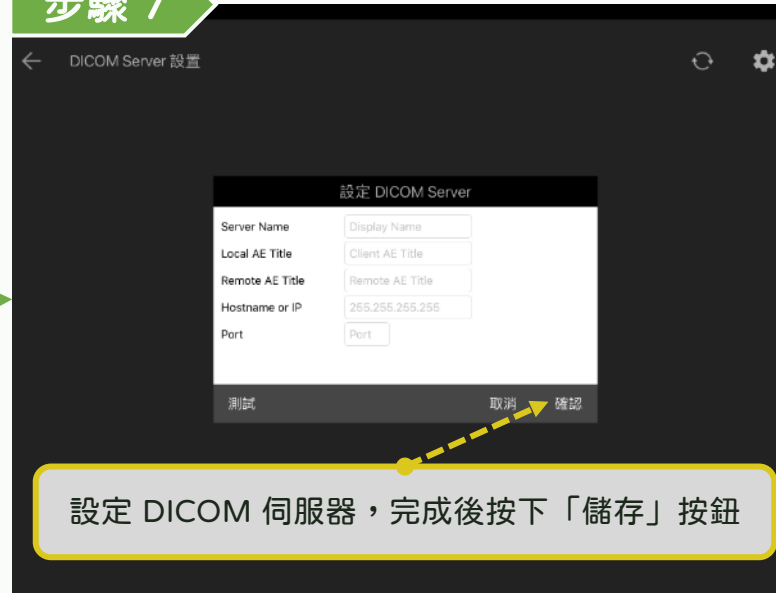 步驟 7
DICOM Server 設置
設定 DICOM Server
Server Name Display Name
Local AE Title Client AE Title
Remote AE Title Remote AE Title
Hostname or IP 255.255.255.255
Port Port
測試 取消 確認
設定 DICOM 伺服器，完成後按下「儲存」按鈕